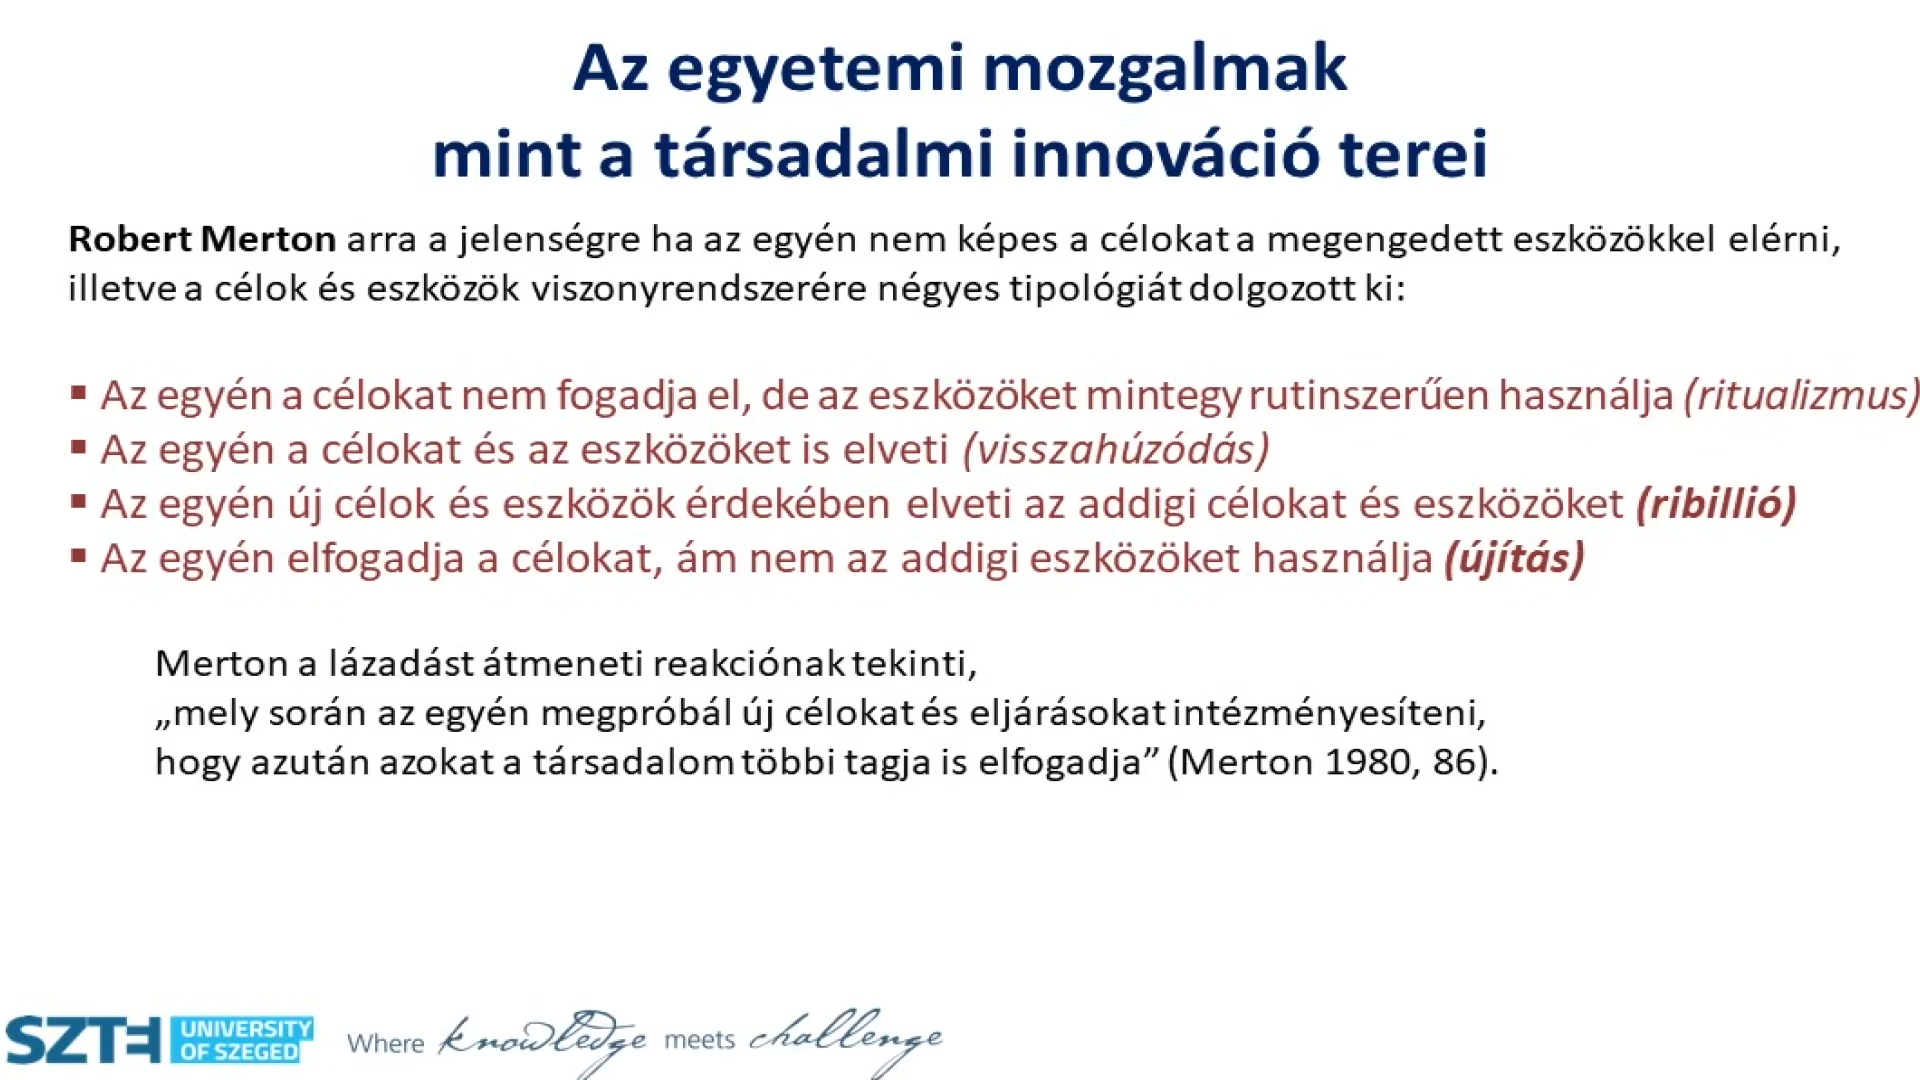 Az egyetemi mozgalmak
mint a társadalmi innováció terei
Robert Merton arra a jelenségre ha az egyén nem képes a célokat a megengedett eszközökkel elérni,
illetve a célok és eszközök viszonyrendszerére négyes tipológiát dolgozott ki:
▪ Az egyén a célokat nem fogadja el, de az eszközöket mintegy rutinszerűen használja (ritualizmus)
▪ Az egyén a célokat és az eszközöket is elveti (visszahúzódás)
▪ Az egyén új célok és eszközök érdekében elveti az addigi célokat és eszközöket (ribillió)
▪ Az egyén elfogadja a célokat, ám nem az addigi eszközöket használja (újítás)
Merton a lázadást átmeneti reakciónak tekinti,
„mely során az egyén megpróbál új célokat és eljárásokat intézményesíteni,
hogy azután azokat a társadalom többi tagja is elfogadja” (Merton 1980, 86).
SZTE UNIVERSITY
OF SZEGED
Where knowledge meets challenge